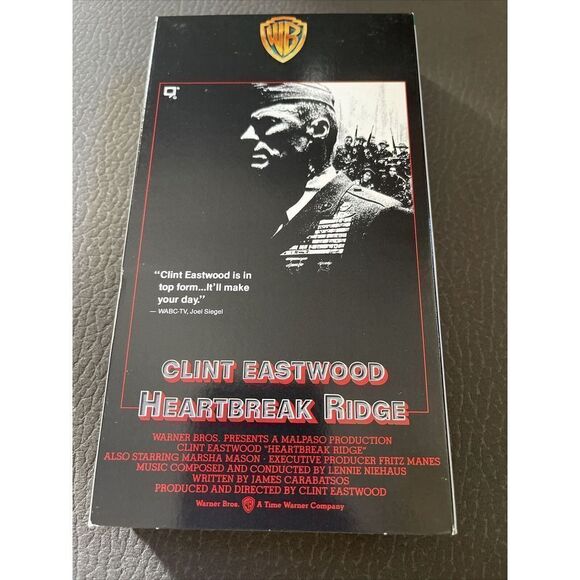 WB
"Clint Eastwood is in
top form...It'll make
your day."
— WABC-TV, Joel Siegel
CLINT EASTWOOD
HEARTBREAK RIDGE
WARNER BROS. PRESENTS A MALPASO PRODUCTION
CLINT EASTWOOD "HEARTBREAK RIDGE"
ALSO STARRING MARSHA MASON · EXECUTIVE PRODUCER FRITZ MANES
MUSIC COMPOSED AND CONDUCTED BY LENNIE NIEHAUS
WRITTEN BY JAMES CARABATSOS
PRODUCED AND DIRECTED BY CLINT EASTWOOD
Warner Bros. WB A Time Warner Company